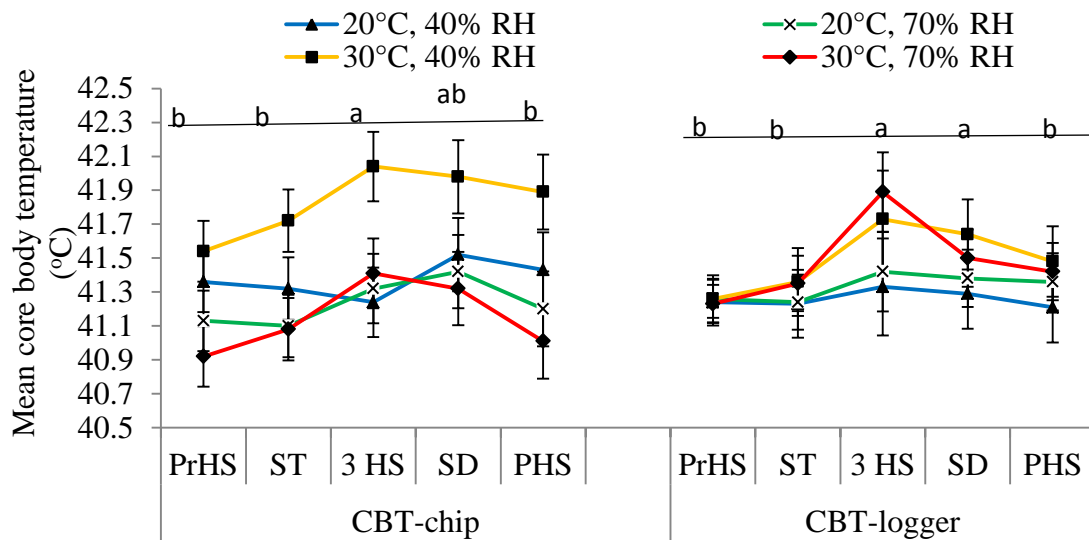 20°C, 40% RH 20°C, 70% RH
30°C, 40% RH 30°C, 70% RH
Mean core body temperature
(°C)
42.5
42.3
42.1
41.9
41.7
41.5
41.3
41.1
40.9
40.7
40.5
b b a ab b b b a a b
PrHS ST 3 HS SD PHS PrHS ST 3 HS SD PHS
CBT-chip CBT-logger